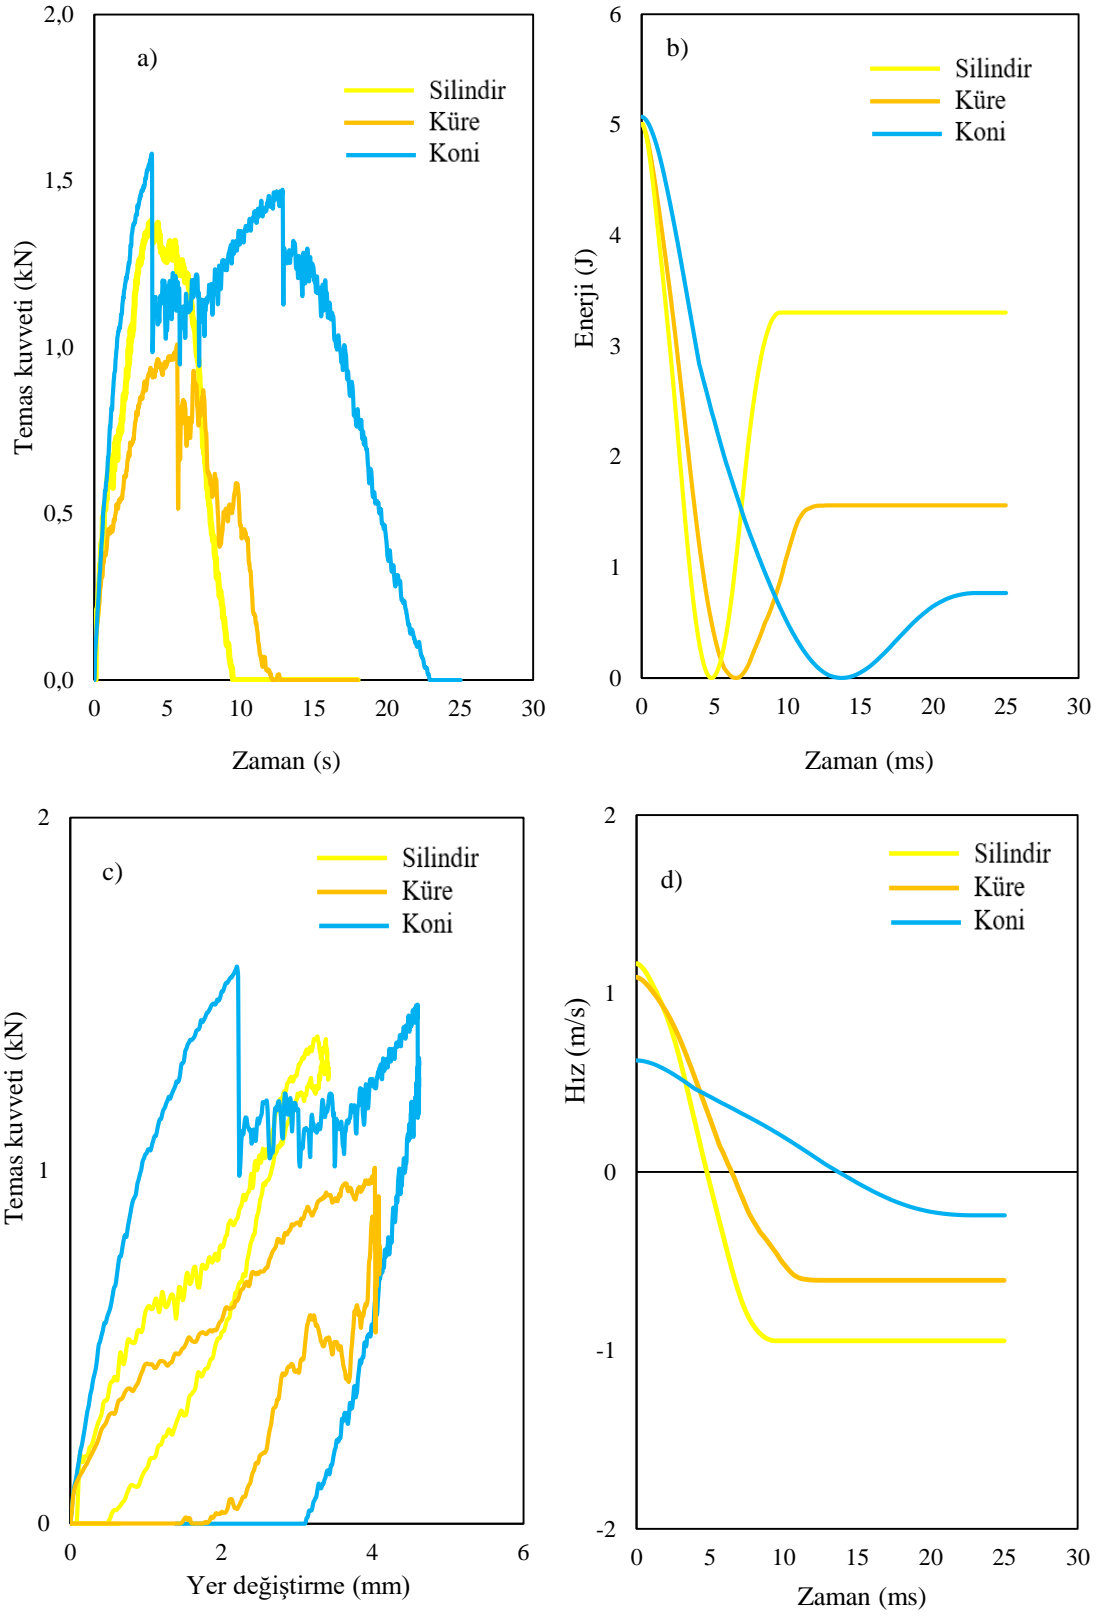 a)
Silindir
Küre
Koni
2,0
1,5
1,0
0,5
0,0
0 5 10 15 20 25 30
Temas kuvveti (kN)
Zaman (s)
b)
Silindir
Küre
Koni
6
5
4
3
2
1
0
0 5 10 15 20 25 30
Enerji (J)
Zaman (ms)
c)
Silindir
Küre
Koni
2
1
0
0 2 4 6
Temas kuvveti (kN)
Yer değiştirme (mm)
d)
Silindir
Küre
Koni
2
1
0
-1
-2
0 5 10 15 20 25 30
Hız (m/s)
Zaman (ms)